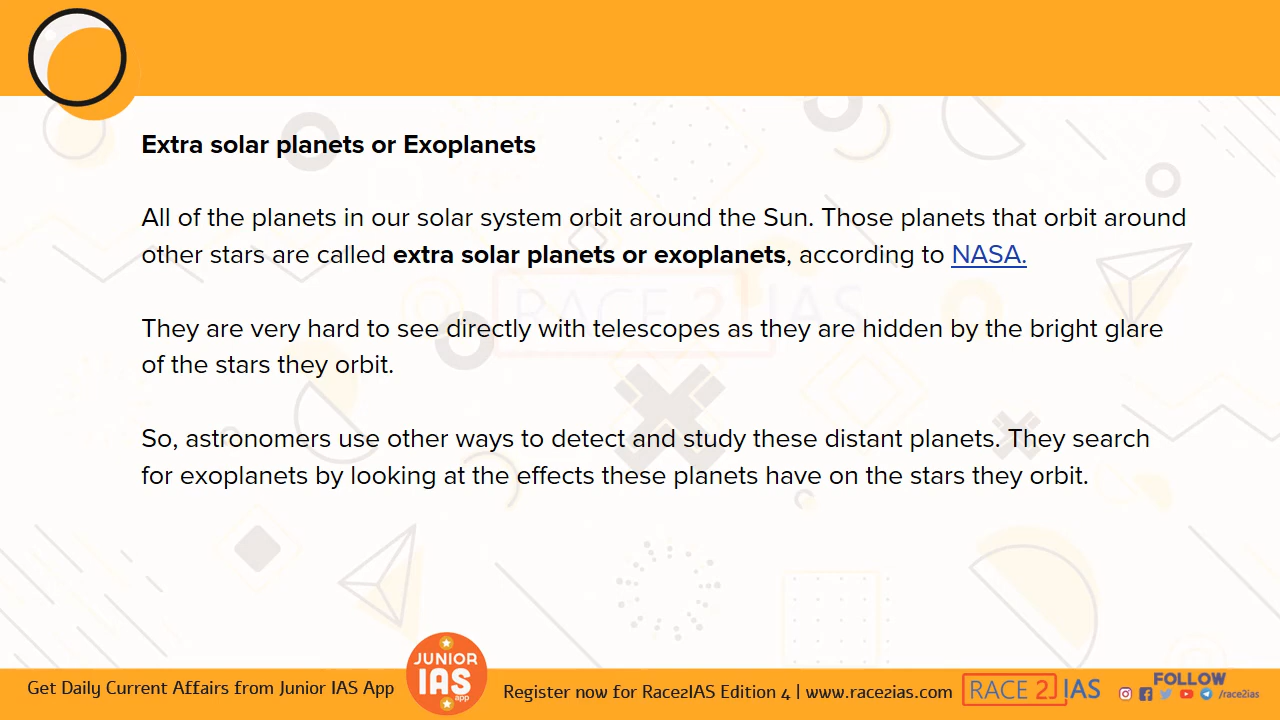 Extra solar planets or Exoplanets
All of the planets in our solar system orbit around the Sun. Those planets that orbit around
other stars are called extra solar planets or exoplanets, according to NASA.
RACE 2 IAS
They are very hard to see directly with telescopes as they are hidden by the bright glare
of the stars they orbit.
So, astronomers use other ways to detect and study these distant planets. They search
for exoplanets by looking at the effects these planets have on the stars they orbit.
Get Daily Current Affairs from Junior IAS App
JUNIOR
IAS
app
Register now for Race2IAS Edition 4 | www.race2ias.com
RACE 2 IAS
FOLLOW
/race2ias